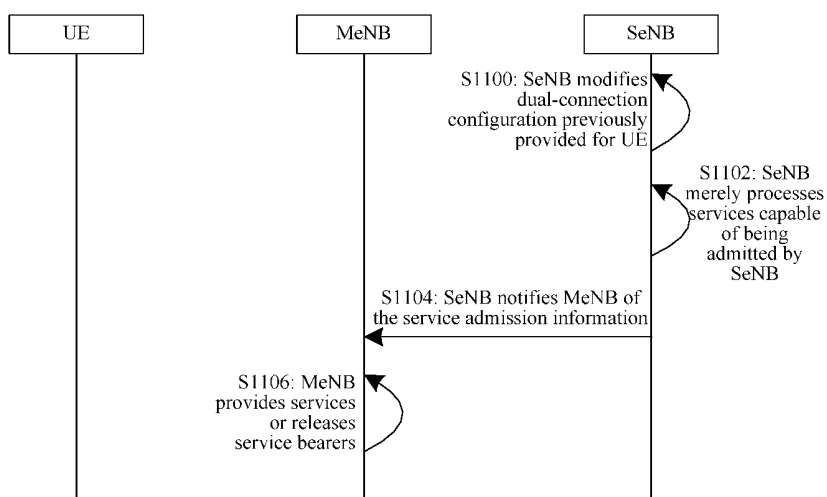 UE
MeNB
SeNB
S1100: SeNB modifies
dual-connection
configuration previously
provided for UE
S1102: SeNB
merely processes
services capable
of being
admitted by
SeNB
S1104: SeNB notifies MeNB of
the service admission information
S1106: MeNB
provides services
or releases
service bearers